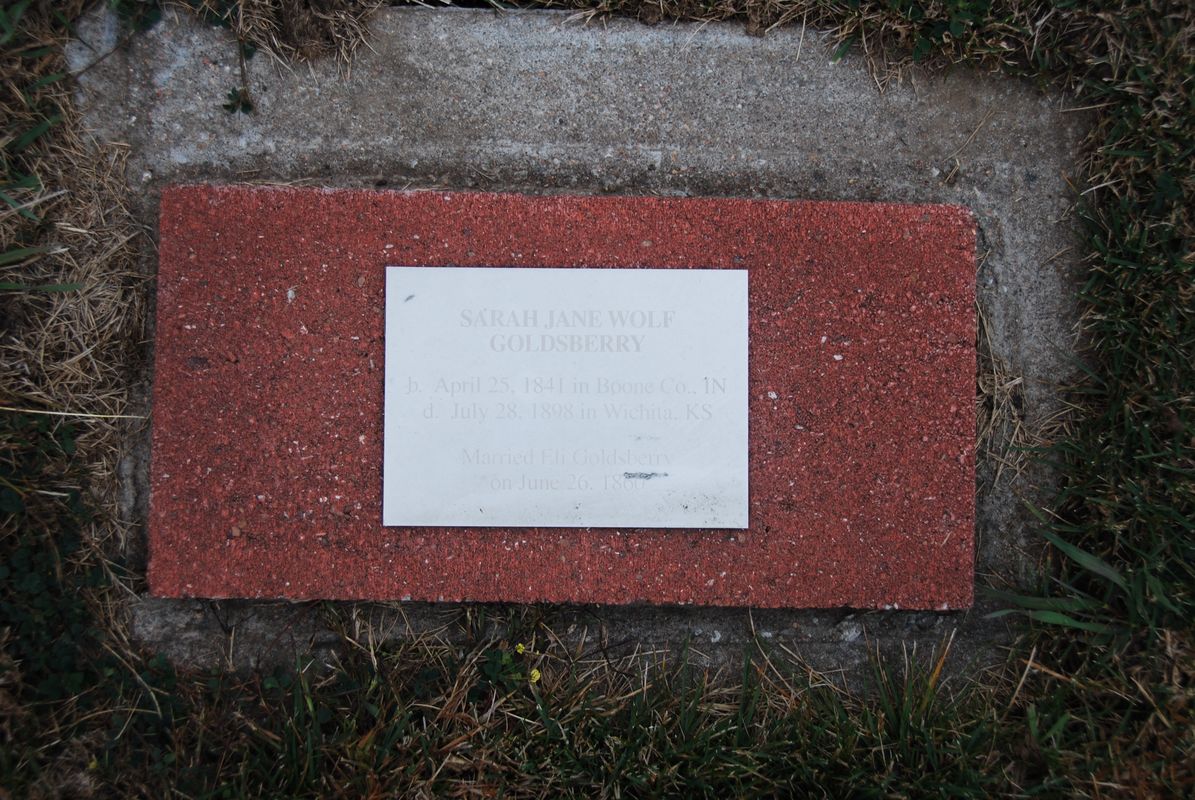 SARAH JANE WOLF
GOLDSBERRY
b. April 25, 1841 in Boone Co., IN
d. July 28, 1898 in Wichita, KS
Married Eli Goldsberry
on June 26, 1860